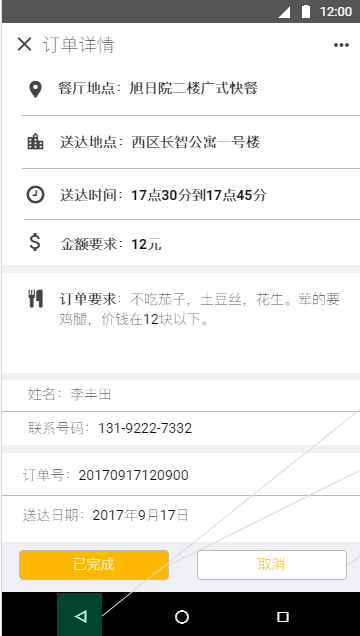 12:00
订单详情
餐厅地点：旭日院二楼广式快餐
送达地点：西区长智公寓一号楼
送达时间：17点30分到17点45分
金额要求：12元
订单要求：不吃茄子，土豆丝，花生。荤的要
鸡腿，价钱在12块以下。
姓名：李丰田
联系号码：131-9222-7332
订单号：20170917120900
送达日期：2017年9月17日
已完成
取消